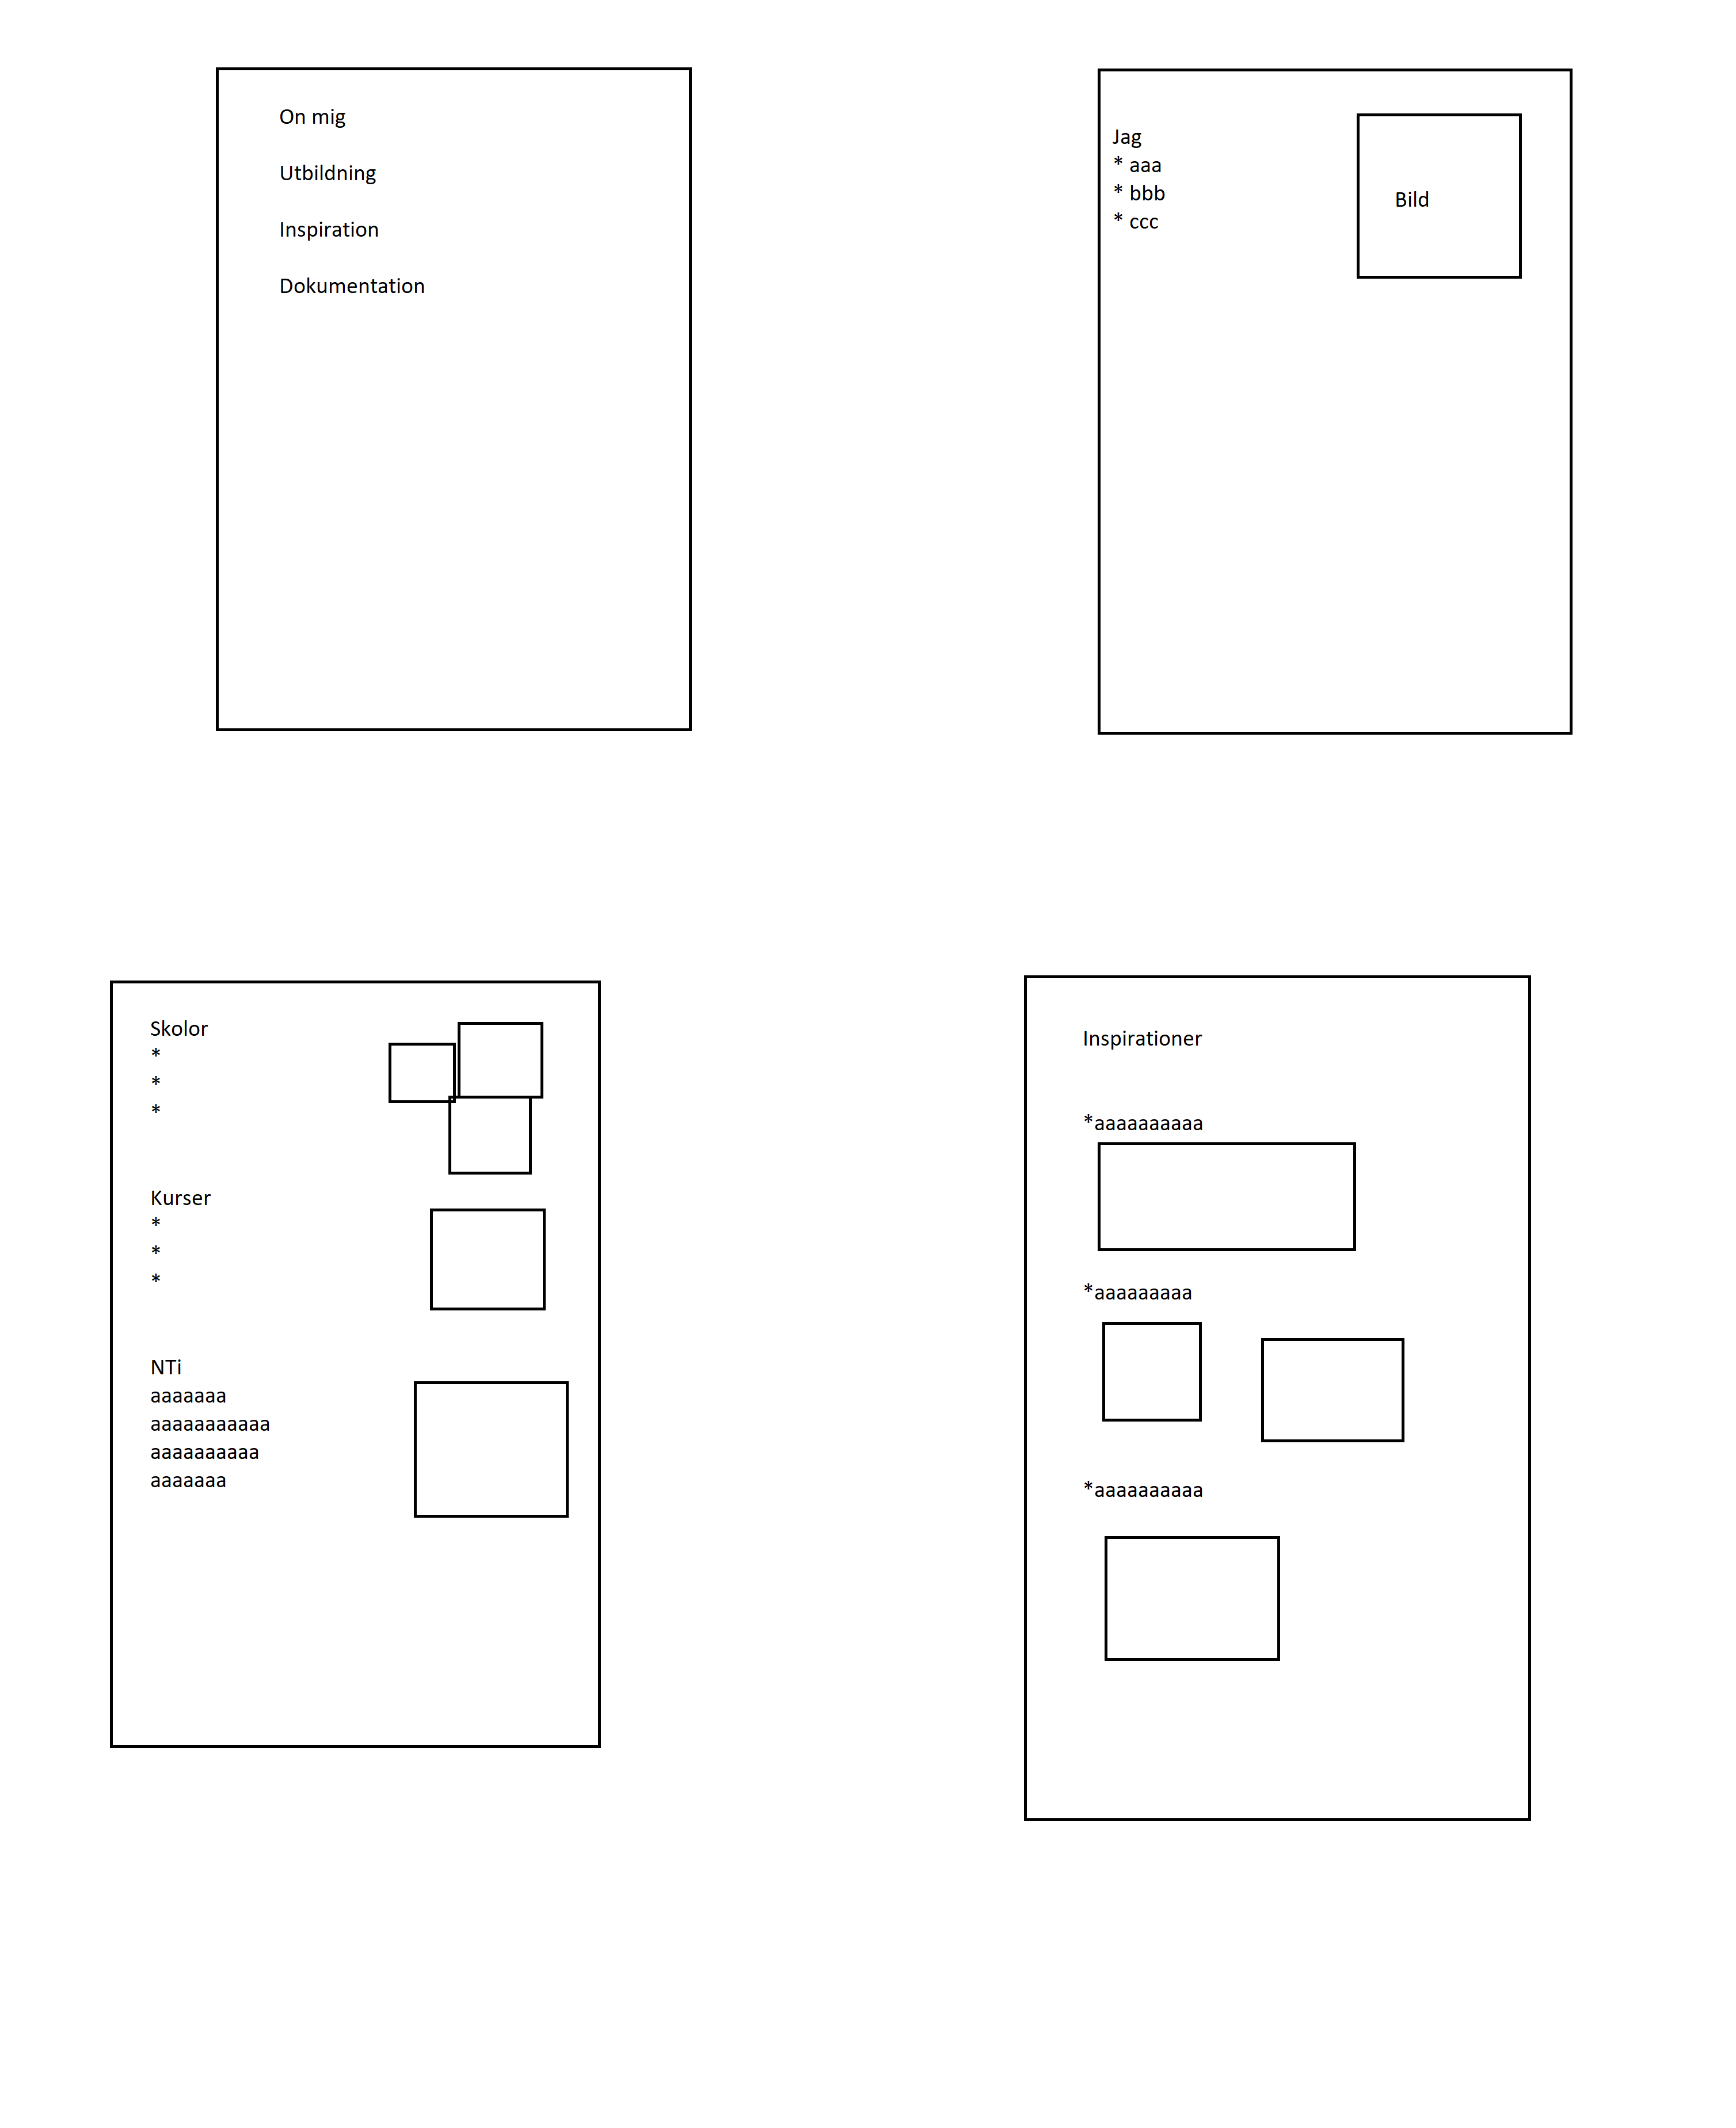 On mig
Utbildning
Inspiration
Dokumentation
Jag
* aaa
* bbb
* ccc
Bild
Skolor
*
*
*
Kurser
*
*
*
NTi
aaaaaaa
aaaaaaaaaaa
aaaaaaaaaa
aaaaaaa
Inspirationer
*aaaaaaaaaa
*aaaaaaaaa
*aaaaaaaaaa